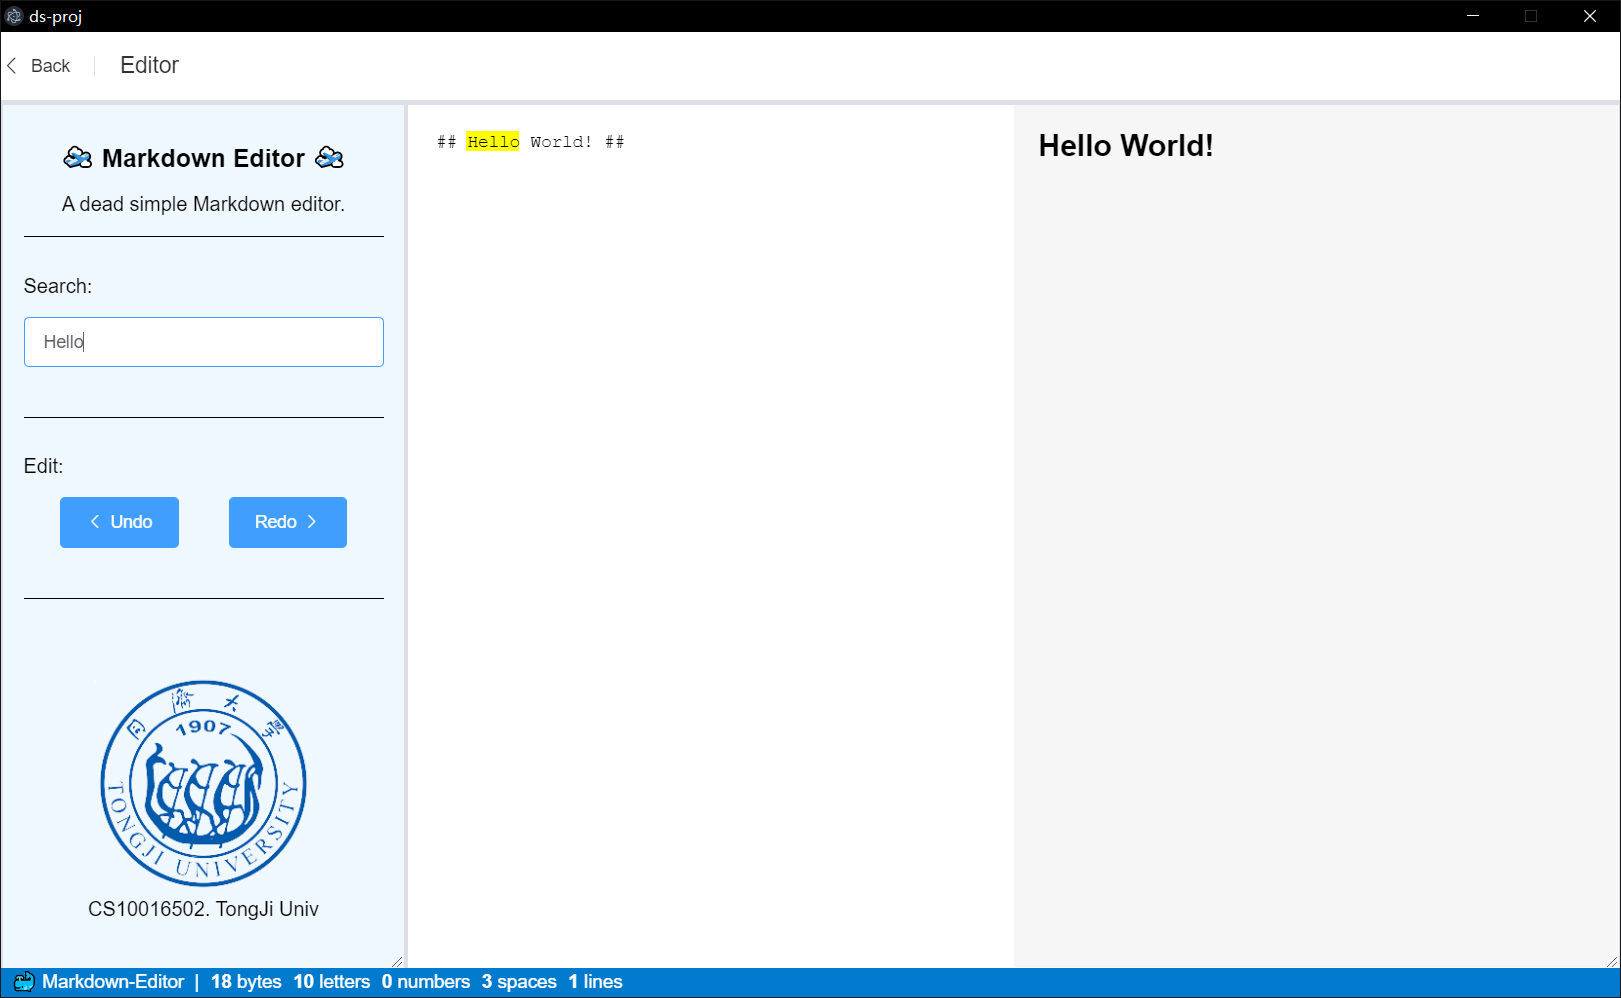 ds-proj
Back
Editor
Markdown Editor
A dead simple Markdown editor.
Search:
Hello
Edit:
Undo
Redo
同濟大學
1907
TONGJI UNIVERSITY
CS10016502. TongJi Univ
## Hello World! ##
Hello World!
Markdown-Editor | 18 bytes 10 letters 0 numbers 3 spaces 1 lines